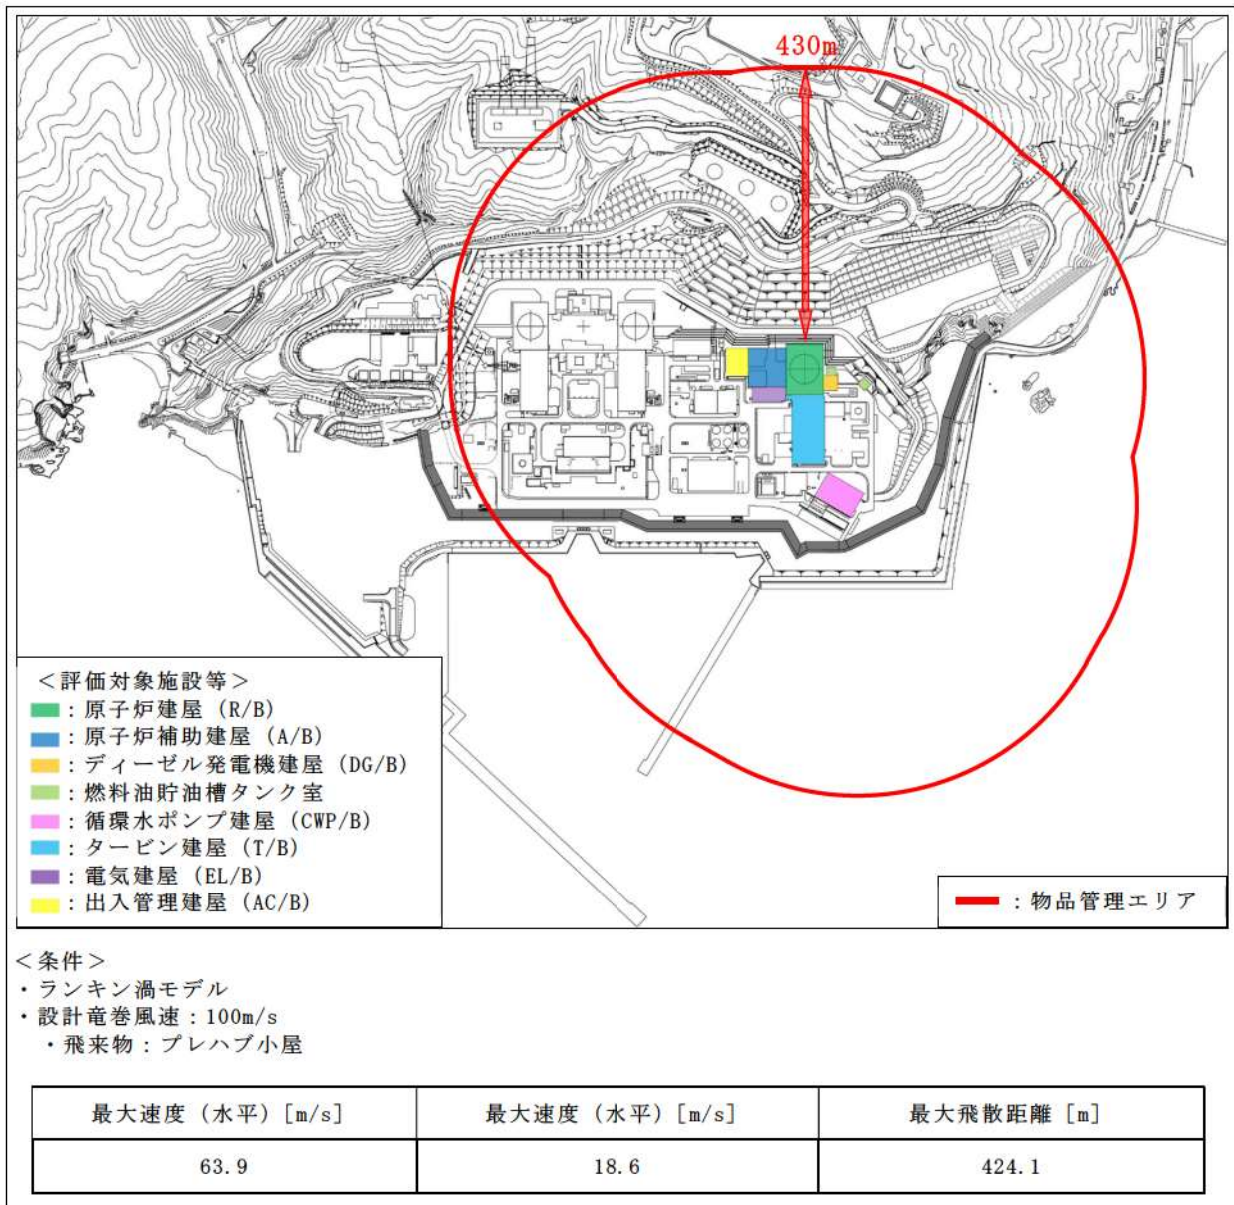 430m
＜評価対象施設等＞
：原子炉建屋（R/B）
：原子炉補助建屋（A/B）
：ディーゼル発電機建屋（DG/B）
：燃料油貯油槽タンク室
：循環水ポンプ建屋（CWP/B）
：タービン建屋（T/B）
：電気建屋（EL/B）
：出入管理建屋（AC/B）
：物品管理エリア
＜条件＞
・ランキン渦モデル
・設計竜巻風速：100m/s
・飛来物：プレハブ小屋
最大速度（水平）[m/s] 最大速度（水平）[m/s] 最大飛散距離［m］
63.9 18.6 424.1